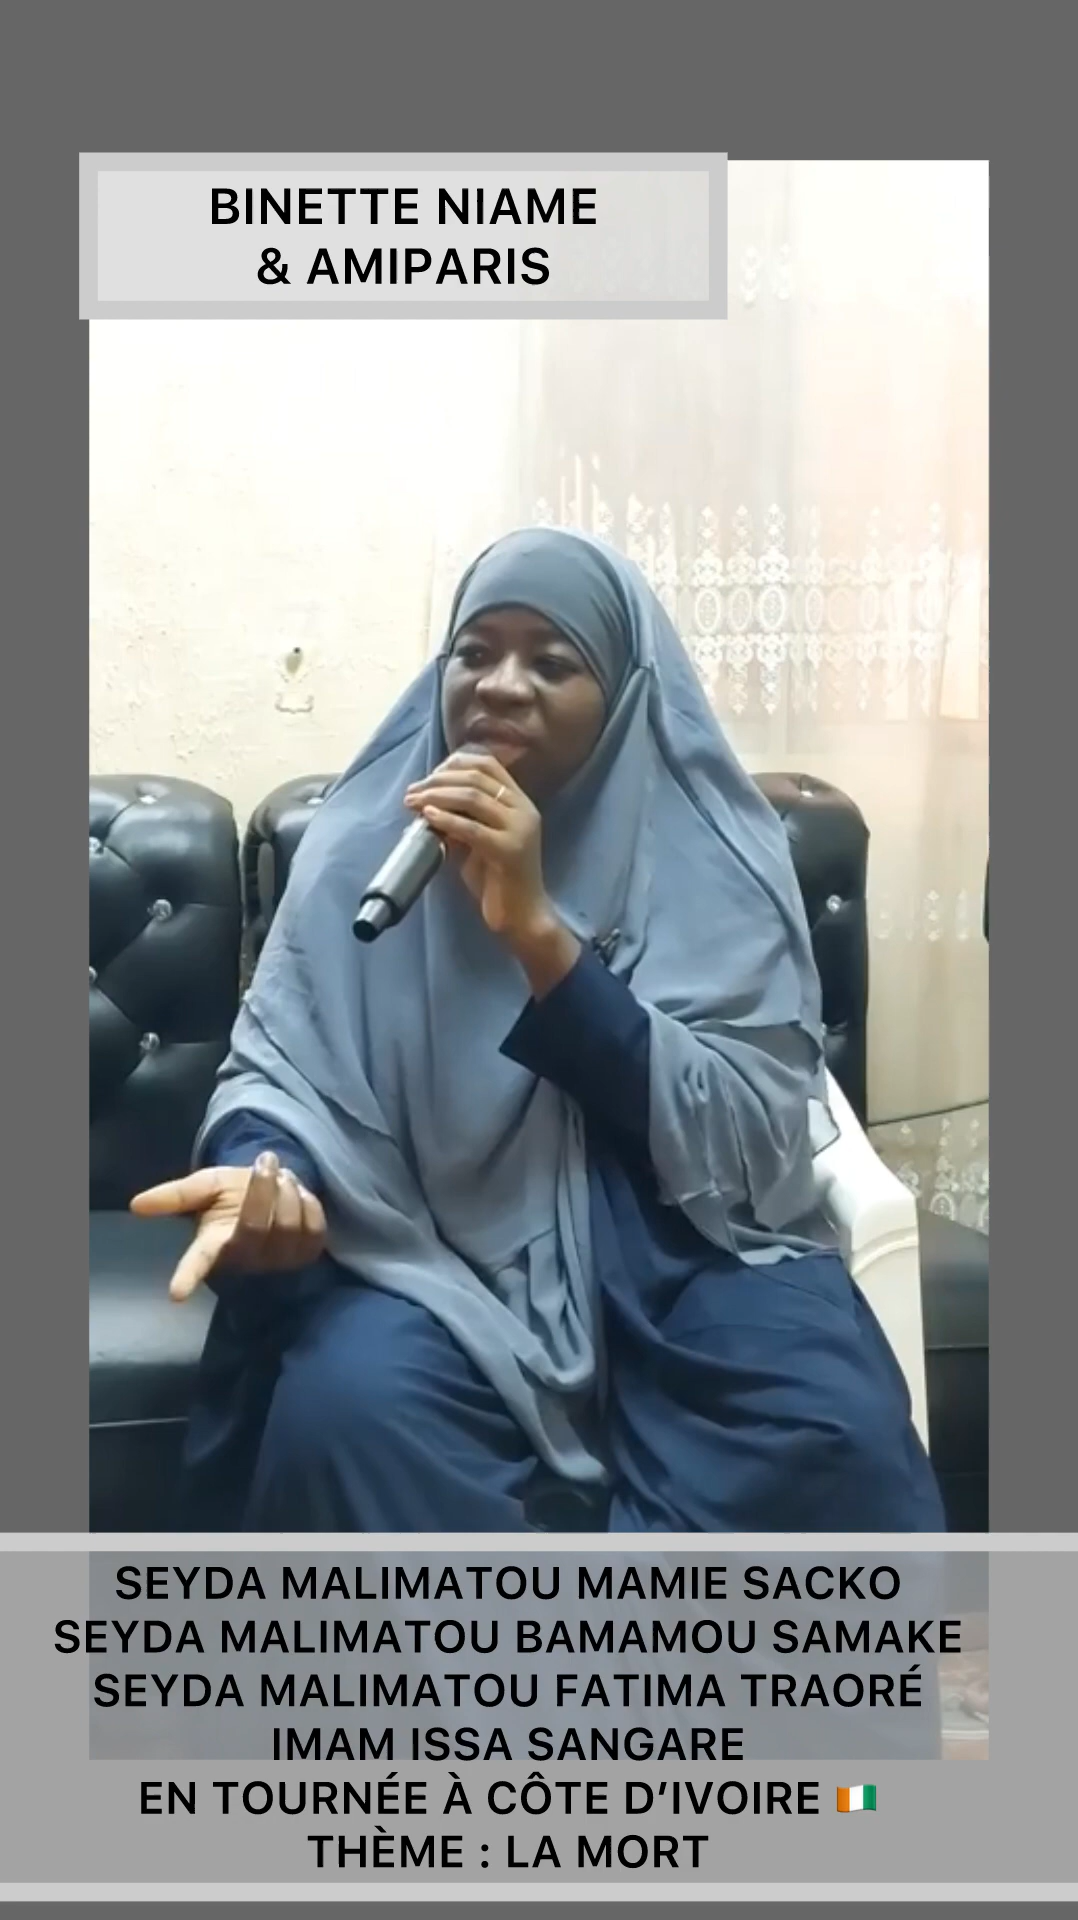 BINETTE NIAME
& AMIPARIS
SEYDA MALIMATOU MAMIE SACKO
SEYDA MALIMATOU BAMAMOU SAMAKE
SEYDA MALIMATOU FATIMA TRAORÉ
IMAM ISSA SANGARE
EN TOURNÉE À CÔTE D’IVOIRE 🇨🇮
THÈME : LA MORT